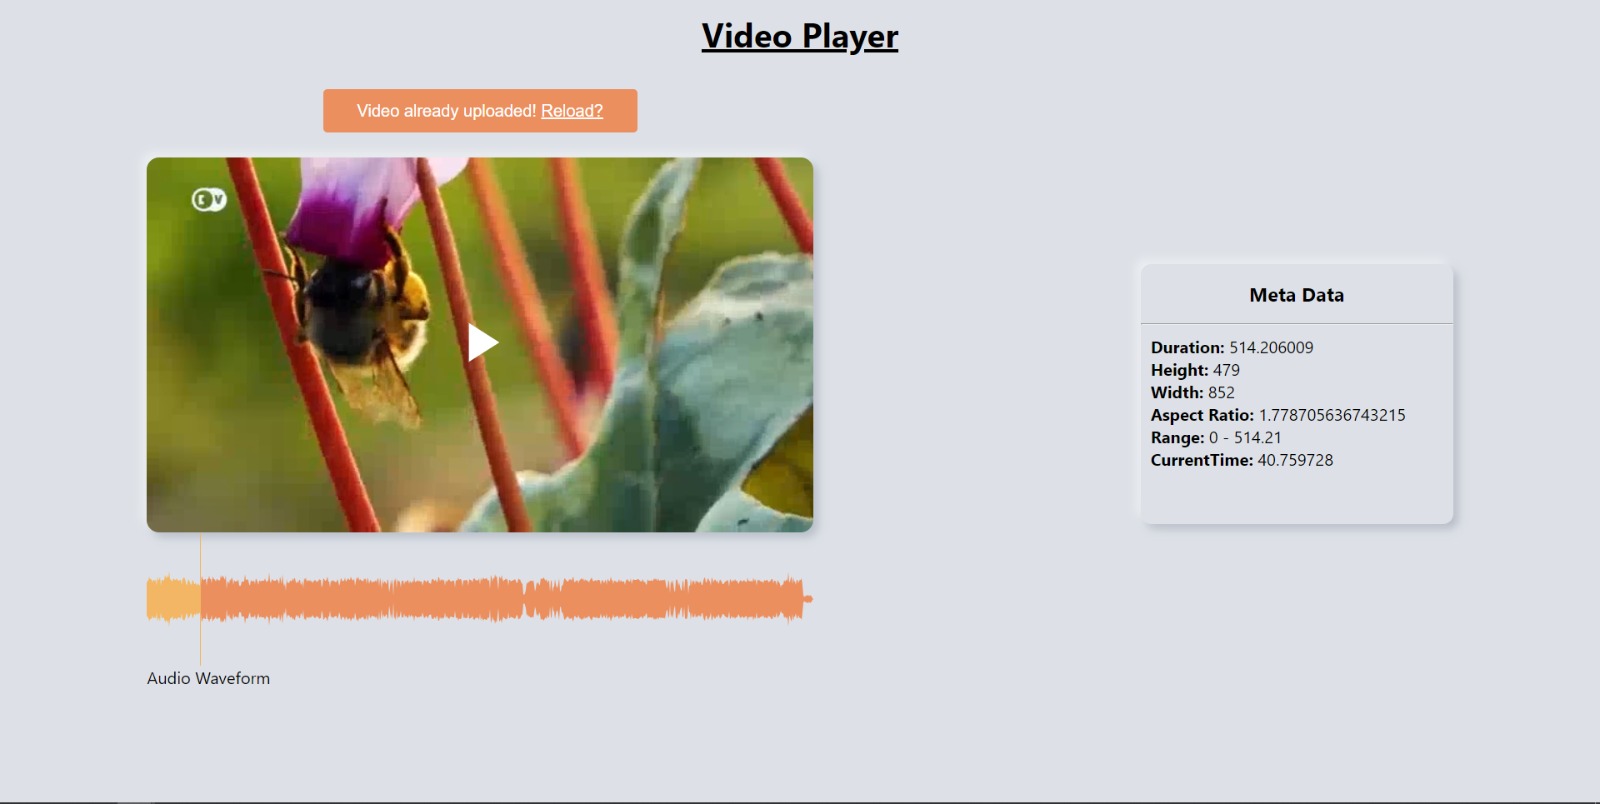 Video Player
Video already uploaded! Reload?
Meta Data
Duration: 514.206009
Height: 479
Width: 852
Aspect Ratio: 1.778705636743215
Range: 0 - 514.21
CurrentTime: 40.759728
Audio Waveform